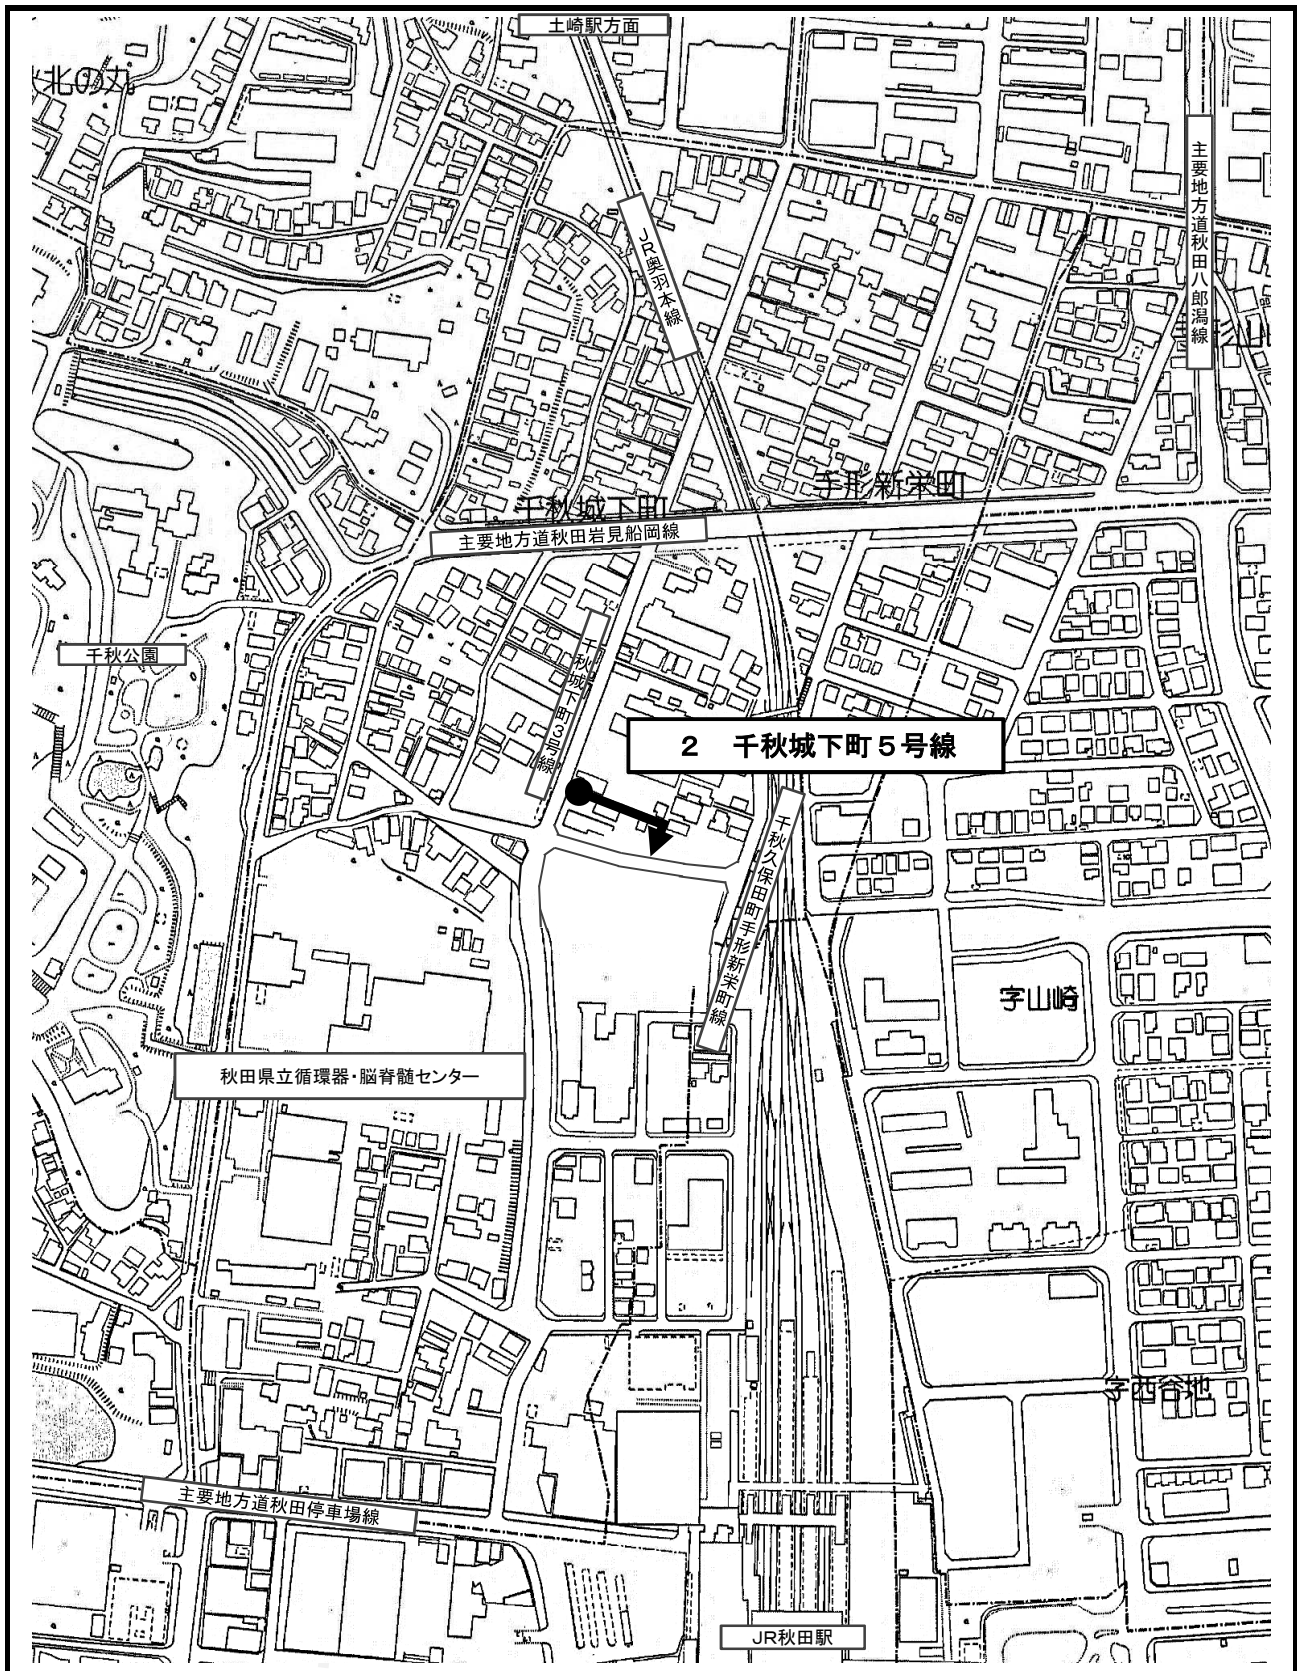 土崎駅方面
北の丸
主要地方道秋田八郎潟線
JR奥羽本線
手形新栄町
千秋城下町
主要地方道秋田岩見船岡線
千秋公園
千秋城下町3号線
2 千秋城下町5号線
千秋久保田町手形新栄町線
字山崎
秋田県立循環器・脳脊髄センター
字西谷地
主要地方道秋田停車場線
JR秋田駅